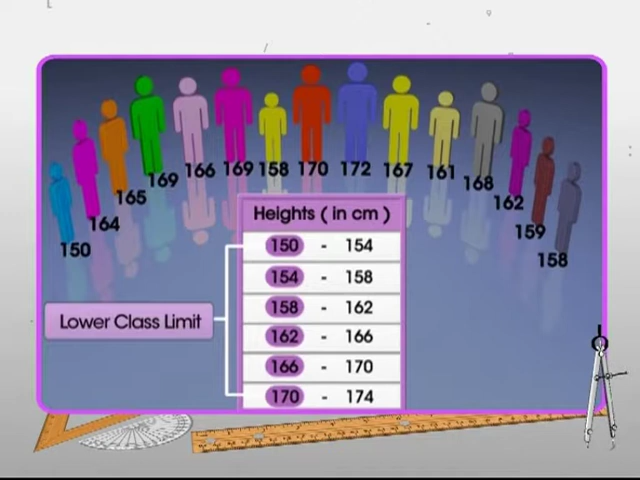 150 164 165 169 166 169 158 170 172 167 161 168 162 159 158
Heights ( in cm )
150 - 154
154 - 158
158 - 162
Lower Class Limit
162 - 166
166 - 170
170 - 174